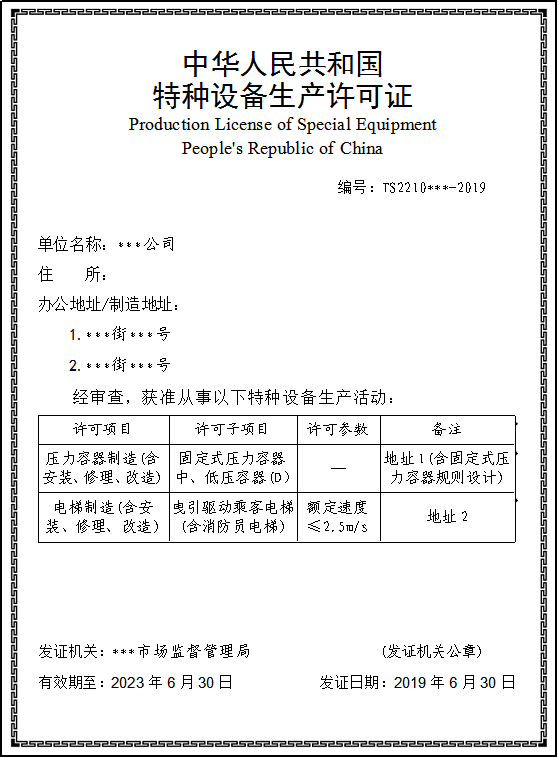 中华人民共和国
特种设备生产许可证
Production License of Special Equipment
People's Republic of China
编号：TS2210***-2019
单位名称：***公司
住　　所：
办公地址/制造地址：
1.***街***号
2.***街***号
经审查，获准从事以下特种设备生产活动：
许可项目 许可子项目 许可参数 备注
压力容器制造(含安装、修理、改造) 固定式压力容器中、低压容器(D) — 地址1(含固定式压力容器规则设计)
电梯制造(含安装、修理、改造) 曳引驱动乘客电梯(含消防员电梯) 额定速度≤2.5m/s 地址2
发证机关：***市场监督管理局 (发证机关公章)
有效期至：2023 年 6 月 30 日 发证日期：2019 年 6 月 30 日